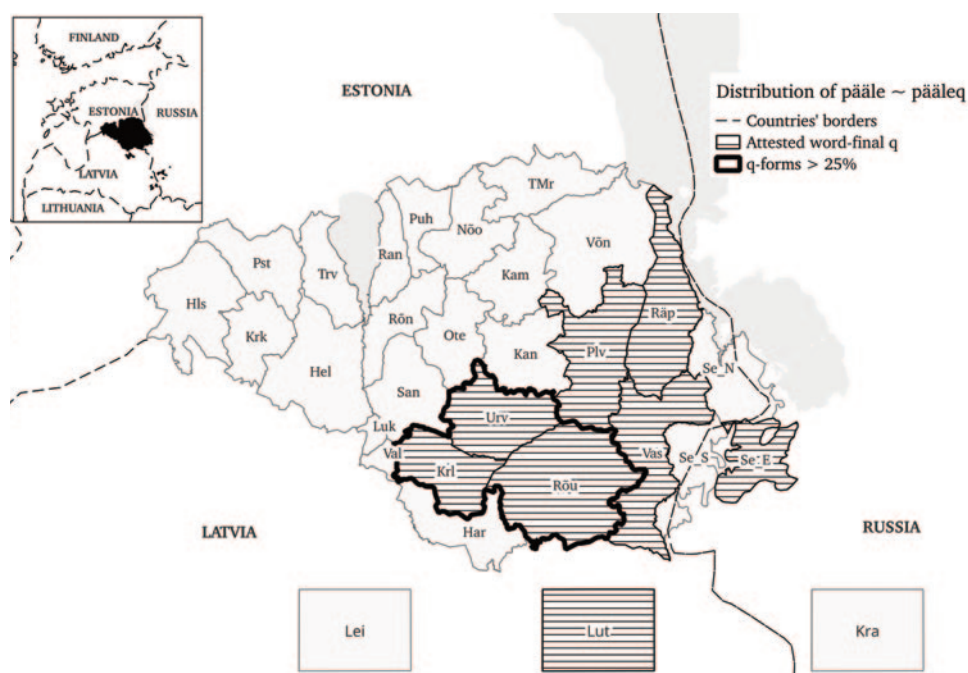 FINLAND
ESTONIA
RUSSIA
LATVIA
LITHUANIA
ESTONIA
Distribution of pääle ~ pääleq
Countries' borders
Attested word-final q
q-forms > 25%
TMr
Puh
Nõo
Võn
Ran
Pst
Trv
Kam
Hls
Rõn
Räp
Krk
Ote
Kan
Plv
Hel
Se_N
San
Urv
Luk
Val
Krl
Vas
Se_S
Se_E
Rõu
Har
LATVIA
RUSSIA
Lei
Lut
Kra